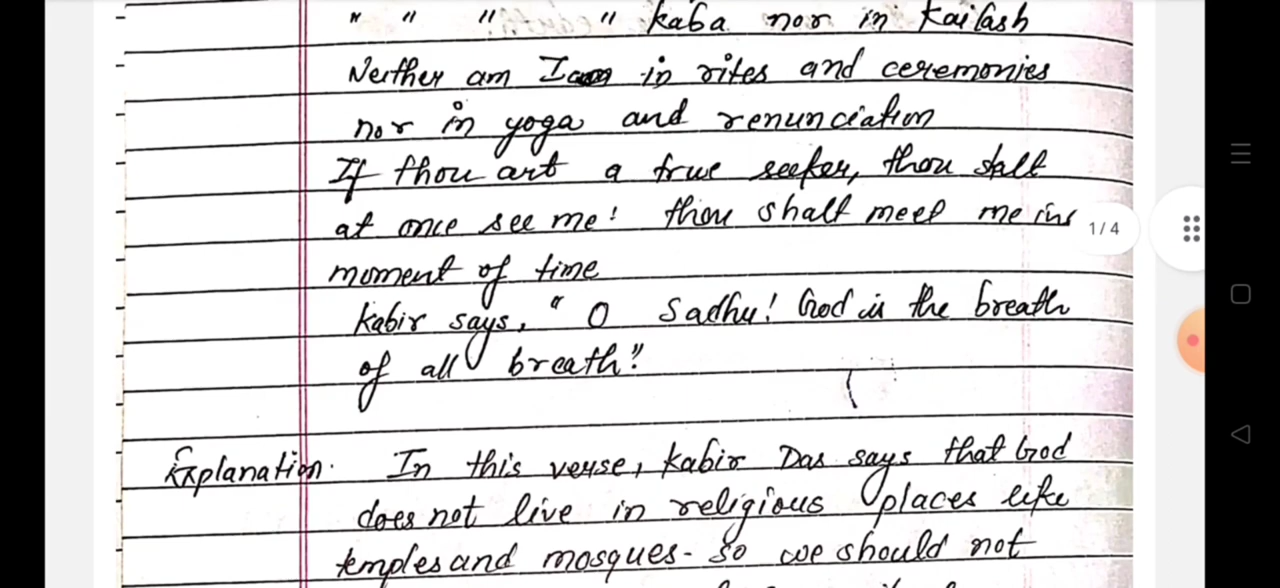 " " " " kaba nor in Kailash
Neither am I in rites and ceremonies
nor in yoga and renunciation
If thou art a true seeker, thou shall
at once see me! thou shalt meet me in
moment of time
Kabir says, "O Sadhu! God is the breath
of all breath"
1/4
Explanation. In this verse, Kabir Das says that God
does not live in religious places like
temples and mosques- so we should not